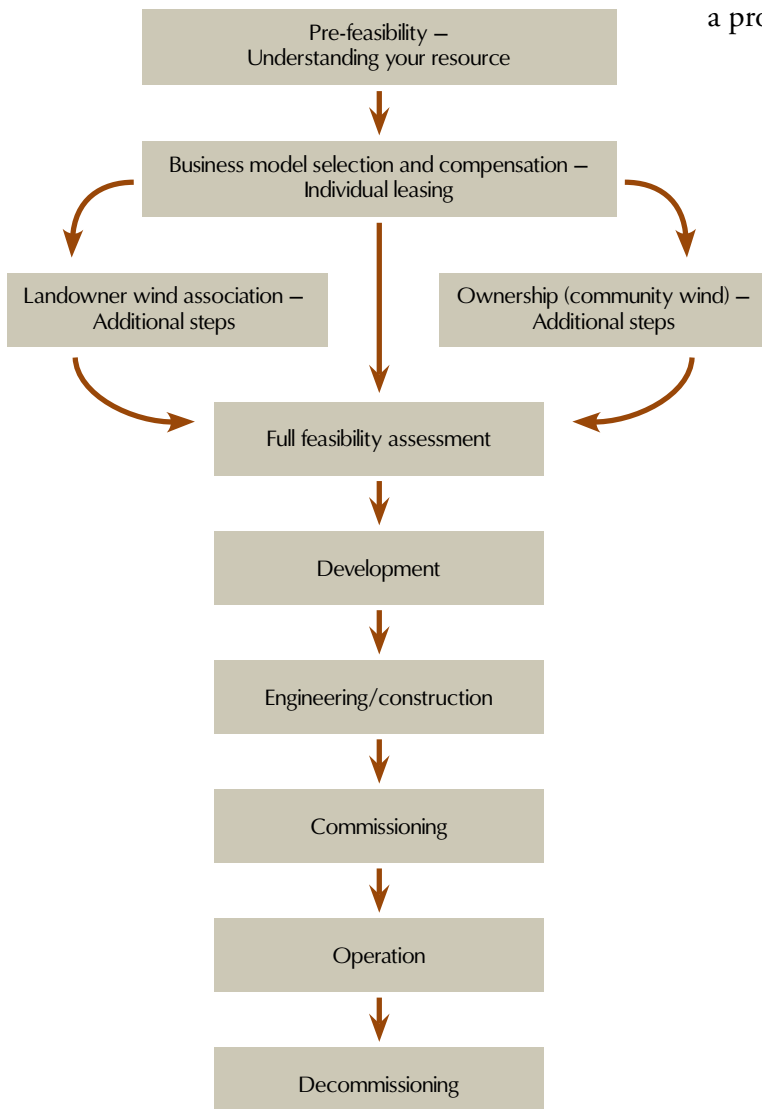 a pro
Pre-feasibility –
Understanding your resource
Business model selection and compensation –
Individual leasing
Landowner wind association –
Additional steps
Ownership (community wind) –
Additional steps
Full feasibility assessment
Development
Engineering/construction
Commissioning
Operation
Decommissioning